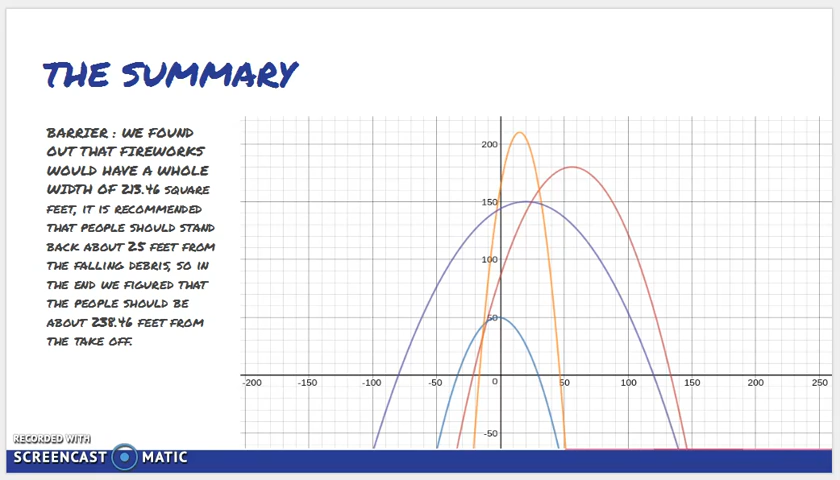 THE SUMMARY
BARRIER : WE FOUND
OUT THAT FIREWORKS
WOULD HAVE A WHOLE
WIDTH OF 213.46 SQUARE
FEET, IT IS RECOMMENDED
THAT PEOPLE SHOULD STAND
BACK ABOUT 25 FEET FROM
THE FALLING DEBRIS, SO IN
THE END WE FIGURED THAT
THE PEOPLE SHOULD BE
ABOUT 238.46 FEET FROM
THE TAKE OFF.
200
150
100
50
-200 -150 -100 -50 0 50 100 150 200 250
-50
RECORDED WITH
SCREENCAST MATIC